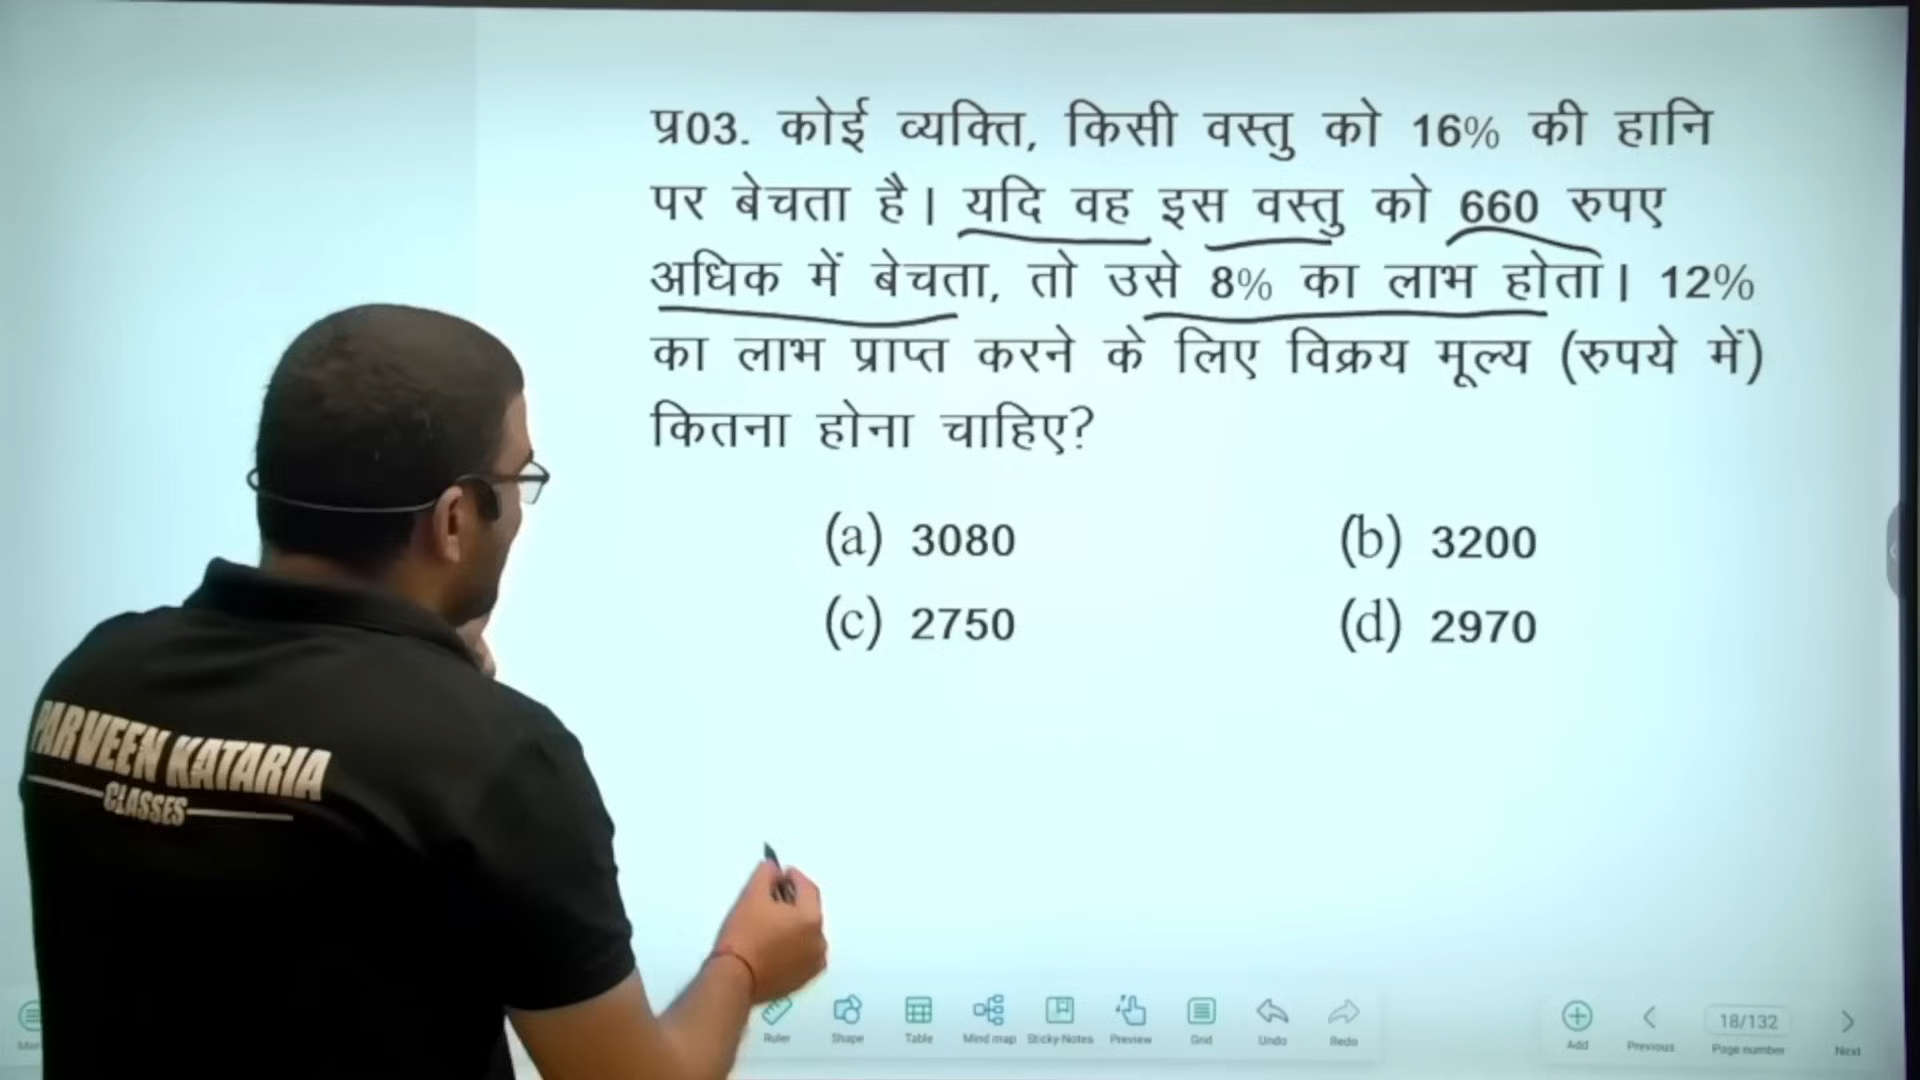 प्र03. कोई व्यक्ति, किसी वस्तु को 16% की हानि
पर बेचता है। यदि वह इस वस्तु को 660 रुपए
अधिक में बेचता, तो उसे 8% का लाभ होता। 12%
का लाभ प्राप्त करने के लिए विक्रय मूल्य (रुपये में)
कितना होना चाहिए?
(a) 3080 (b) 3200
(c) 2750 (d) 2970
PARVEEN KATARIA
CLASSES
Ruler Shape Table Mind map Sticky Notes Preview Grid Undo Redo
Add Previous 18/132 Page number Next